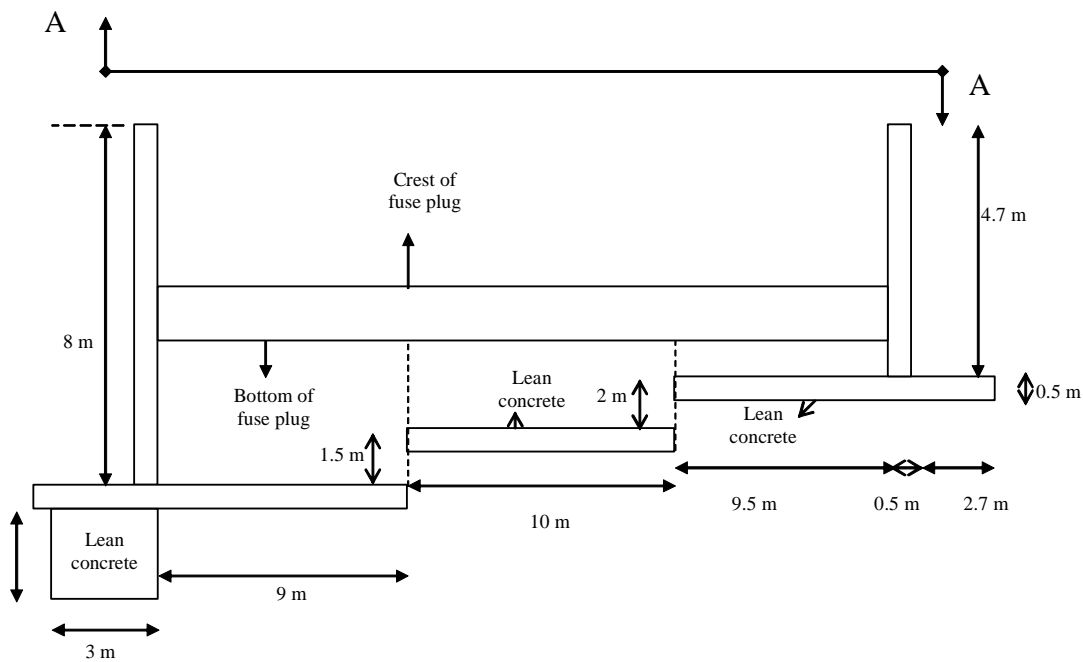 A
A
Crest of
fuse plug
4.7 m
8 m
Bottom of
fuse plug
Lean
concrete
2 m
0.5 m
Lean
concrete
1.5 m
9.5 m
0.5 m
2.7 m
10 m
Lean
concrete
9 m
3 m